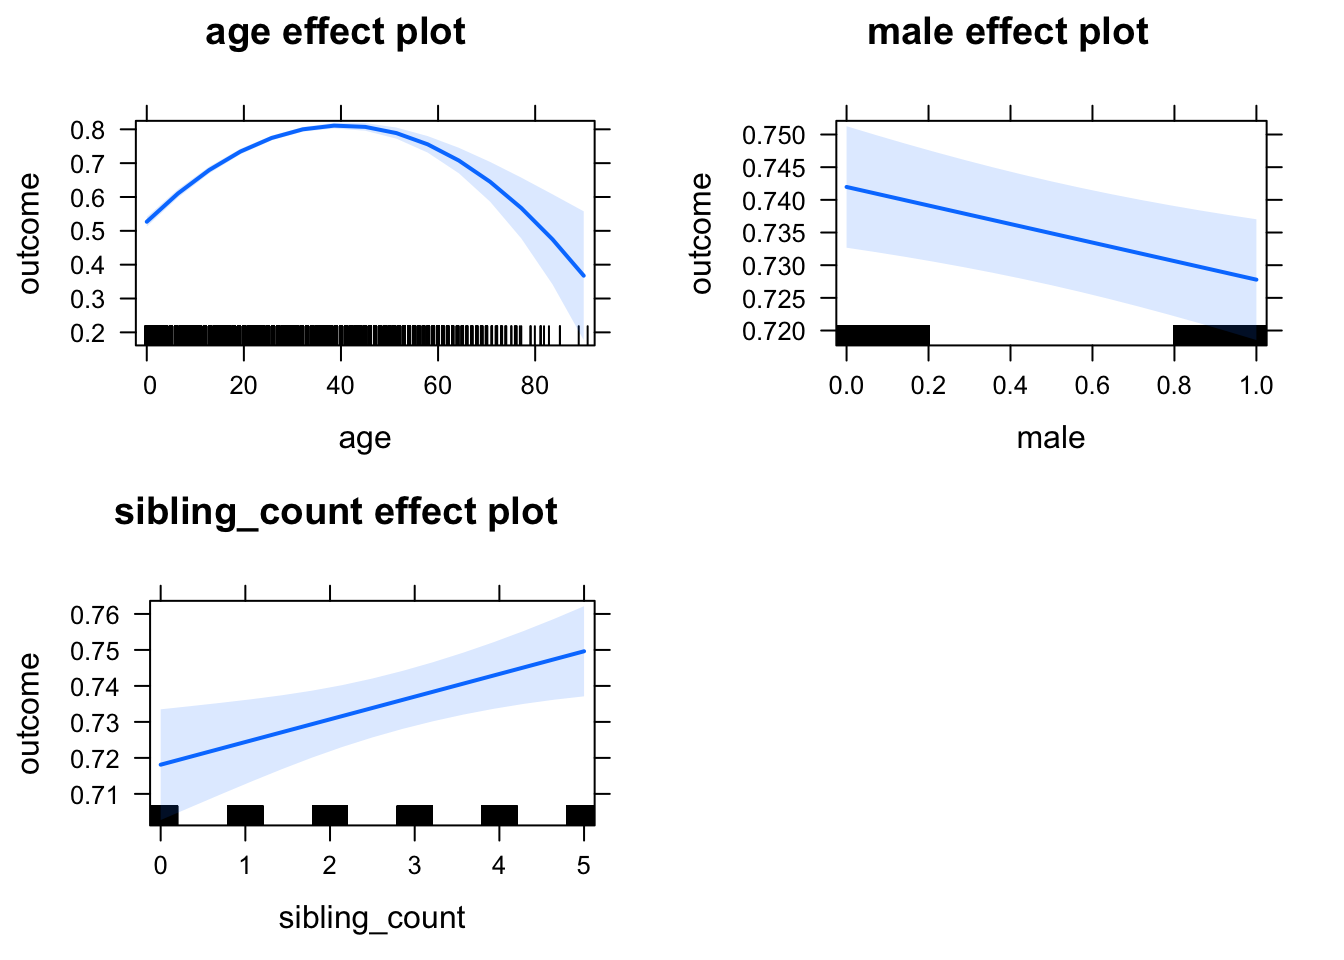 age effect plot
outcome
0.8
0.7
0.6
0.5
0.4
0.3
0.2
0 20 40 60 80
age
male effect plot
outcome
0.750
0.745
0.740
0.735
0.730
0.725
0.720
0.0 0.2 0.4 0.6 0.8 1.0
male
sibling_count effect plot
outcome
0.76
0.75
0.74
0.73
0.72
0.71
0 1 2 3 4 5
sibling_count